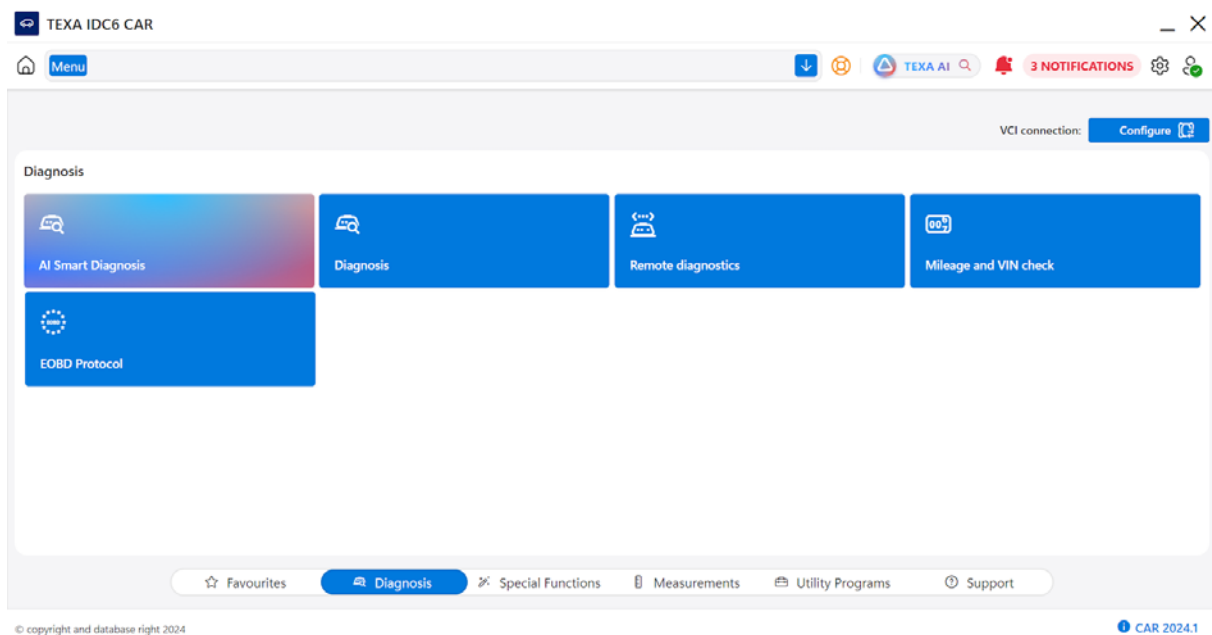 TEXA IDC6 CAR
Menu
TEXA AI
3 NOTIFICATIONS
VCI connection:
Configure
Diagnosis
AI Smart Diagnosis
Diagnosis
Remote diagnostics
Mileage and VIN check
EOBD Protocol
Favourites
Diagnosis
Special Functions
Measurements
Utility Programs
Support
© copyright and database right 2024
CAR 2024.1